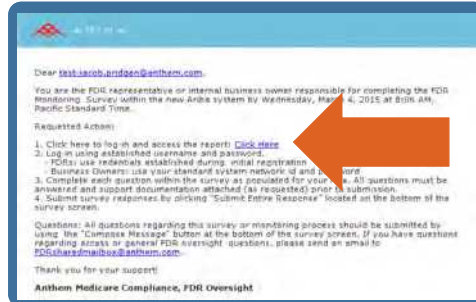 Dear test-jacob.pridgen@anthem.com,
You are the FDR representative or internal business owner responsible for completing the FDR
Monitoring Survey within the new Ariba system by Wednesday, March 4, 2015 at AM,
Pacific Standard Time.
Requested Action:
1. Click here to log-in and access the report: Click Here
2. Log-in using established username and password.
- FDRs: use credentials established during initial registration
- Business Owners: use your standard system network id and password
3. Complete each question within the survey as populated for your. All questions must be
answered and support documentation attached (as requested) prior to submission.
4. Submit survey responses by clicking "Submit Entire Response" located on the bottom of the
survey screen.
Questions: All questions regarding this survey or monitoring process should be submitted by
using the "Compose Message" button at the bottom of the survey screen. If you have questions
regarding access or general FDR oversight questions, please send an email to
FDRsharedmailbox@anthem.com.
Thank you for your support!
Anthem Medicare Compliance, FDR Oversight